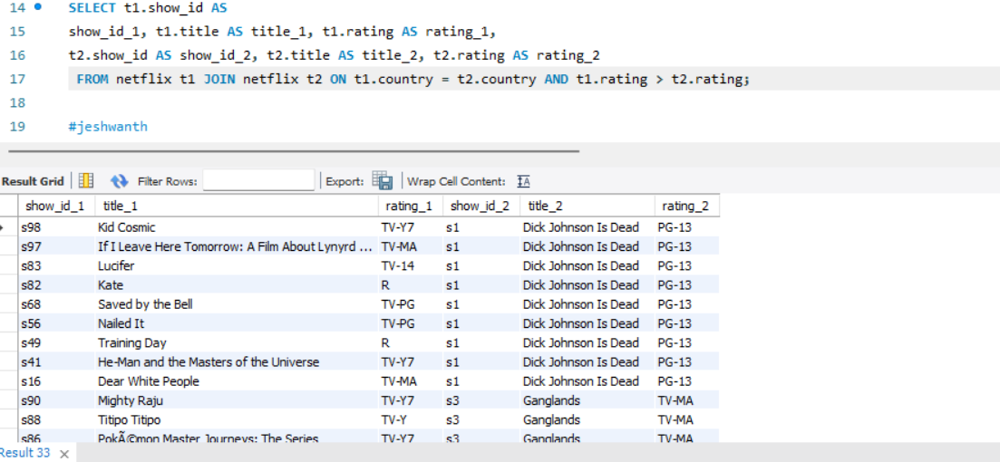 14 SELECT t1.show_id AS
15 show_id_1, t1.title AS title_1, t1.rating AS rating_1,
16 t2.show_id AS show_id_2, t2.title AS title_2, t2.rating AS rating_2
17 FROM netflix t1 JOIN netflix t2 ON t1.country = t2.country AND t1.rating > t2.rating;
18
19 #jeshwanth
Result Grid Filter Rows: Export: Wrap Cell Content:
show_id_1 title_1 rating_1 show_id_2 title_2 rating_2
s98 Kid Cosmic TV-Y7 s1 Dick Johnson Is Dead PG-13
s97 If I Leave Here Tomorrow: A Film About Lynyrd ... TV-MA s1 Dick Johnson Is Dead PG-13
s83 Lucifer TV-14 s1 Dick Johnson Is Dead PG-13
s82 Kate R s1 Dick Johnson Is Dead PG-13
s68 Saved by the Bell TV-PG s1 Dick Johnson Is Dead PG-13
s56 Nailed It TV-PG s1 Dick Johnson Is Dead PG-13
s49 Training Day R s1 Dick Johnson Is Dead PG-13
s41 He-Man and the Masters of the Universe TV-Y7 s1 Dick Johnson Is Dead PG-13
s16 Dear White People TV-MA s1 Dick Johnson Is Dead PG-13
s90 Mighty Raju TV-Y7 s3 Ganglands TV-MA
s88 Titipo Titipo TV-Y s3 Ganglands TV-MA
s86 PokÃ©mon Master Journeys: The Series TV-Y7 s3 Ganglands TV-MA
Result 33